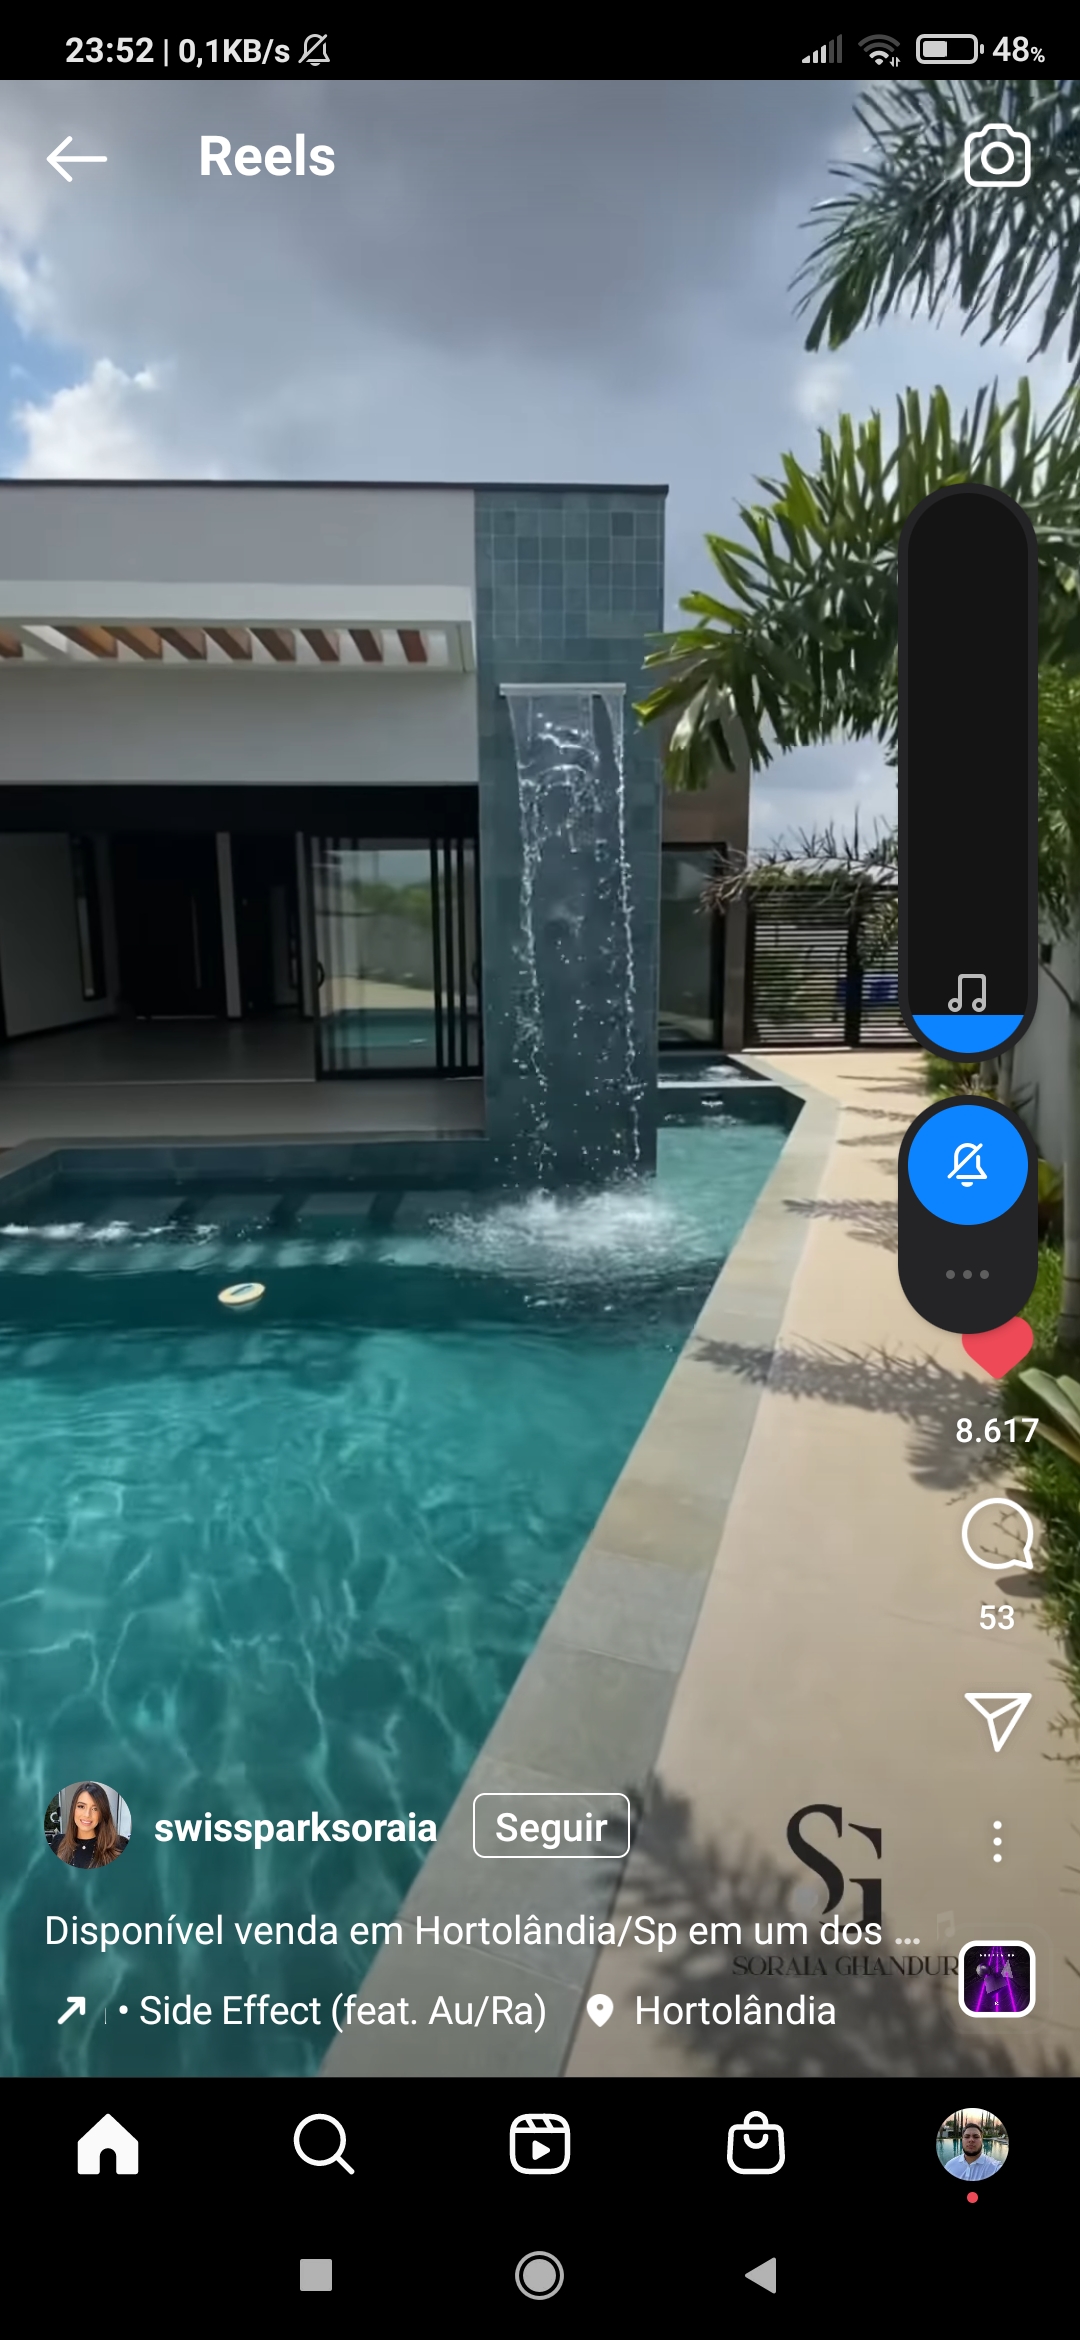 23:52 | 0,1KB/s 48%
Reels
8.617
53
swissparksoraia Seguir
SG
Disponível venda em Hortolândia/Sp em um dos ...
SORAIA GHANDUR
• Side Effect (feat. Au/Ra) Hortolândia